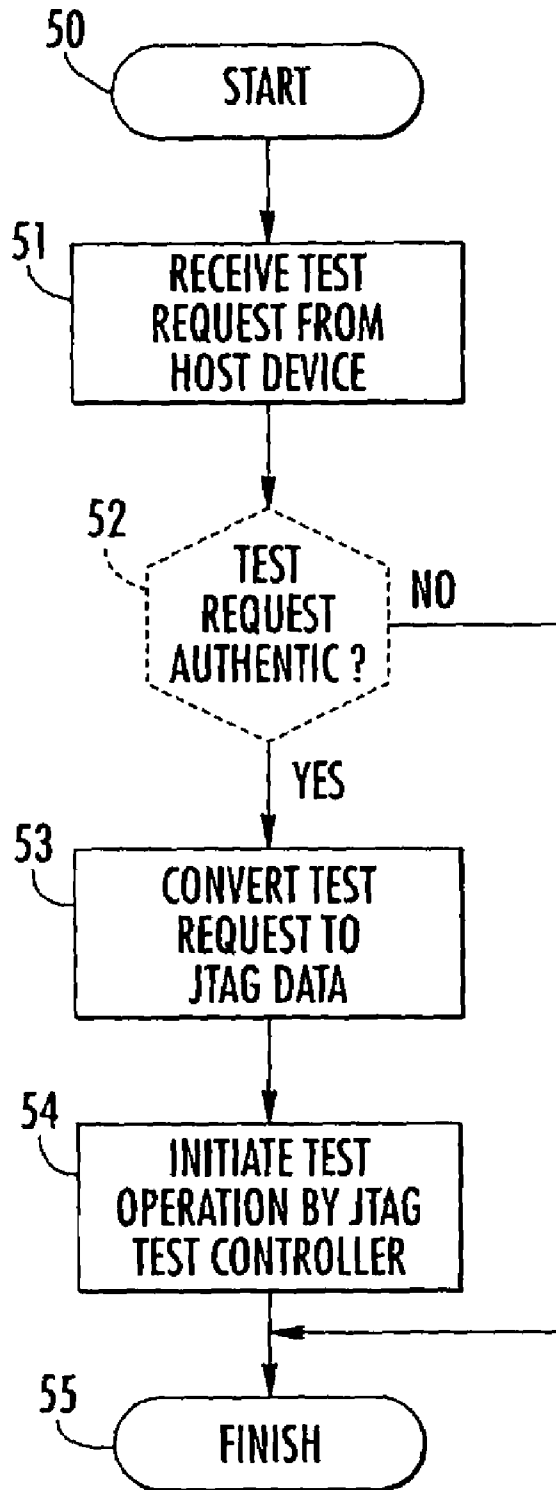 50
START
51
RECEIVE TEST
REQUEST FROM
HOST DEVICE
52
TEST
REQUEST
AUTHENTIC ?
NO
YES
53
CONVERT TEST
REQUEST TO
JTAG DATA
54
INITIATE TEST
OPERATION BY JTAG
TEST CONTROLLER
55
FINISH